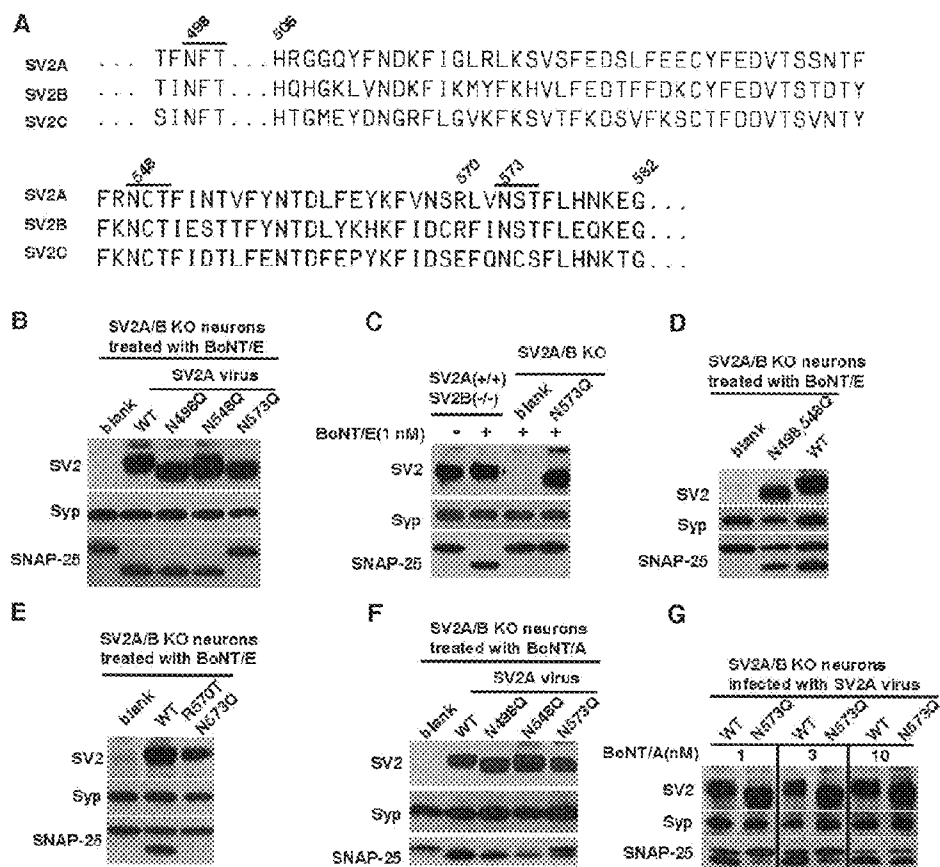 A
498 506
SV2A ... TFNFT ... HRGGQYFNDKFIGLRLKSVSFEDSLFEECYFEDVTSSNTF
SV2B ... TINFT ... HQHGKLVNDKFIKMYFKHVLFEDTFFDKCYFEDVTSTDTY
SV2C ... SINFT ... HTGMEYDNGRFLGVKFKSVTFKDSVFKSCTFDDVTSVNTY
548 570 573 582
SV2A FRNCTFINTVFYNTDLFEYKFVNSRLVNSTFLHNKEG...
SV2B FKNCTIESTTFYNTDLYKHKFIDCRFINSTFLEQKEG...
SV2C FKNCTFIDTLFENTDFEPYKFIDSEFQNCSFLHNKTG...
B
SV2A/B KO neurons
treated with BoNT/E
SV2A virus
blank WT N498Q N548Q N573Q
SV2
Syp
SNAP-25
C
SV2A/B KO
SV2A(+/+)
SV2B(-/-)
blank N573Q
BoNT/E(1 nM) - + + +
SV2
Syp
SNAP-25
D
SV2A/B KO neurons
treated with BoNT/E
blank N498,548Q WT
SV2
Syp
SNAP-25
E
SV2A/B KO neurons
treated with BoNT/E
blank WT R570T
N573Q
SV2
Syp
SNAP-25
F
SV2A/B KO neurons
treated with BoNT/A
SV2A virus
blank WT N498Q N548Q N573Q
SV2
Syp
SNAP-25
G
SV2A/B KO neurons
infected with SV2A virus
WT N573Q WT N573Q WT N573Q
BoNT/A(nM) 1 3 10
SV2
Syp
SNAP-25